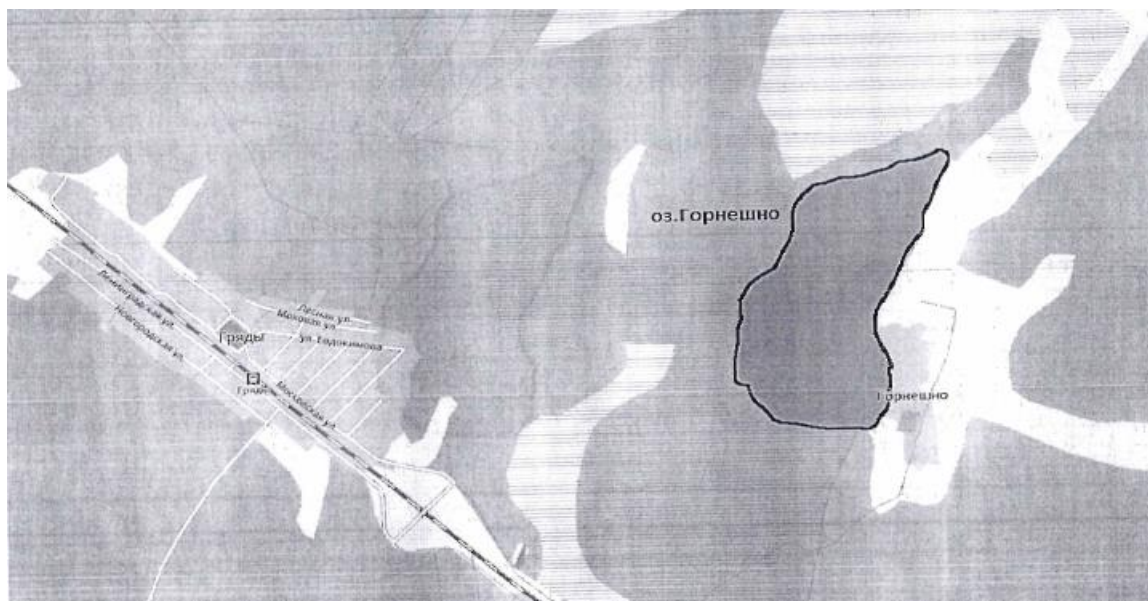 оз.Горнешно
Лесная ул.
Моховая ул.
ул. Евдокимова
Ленинградская ул.
Новгородская ул.
Гряды
Гряды
Московская ул.
Горнешно